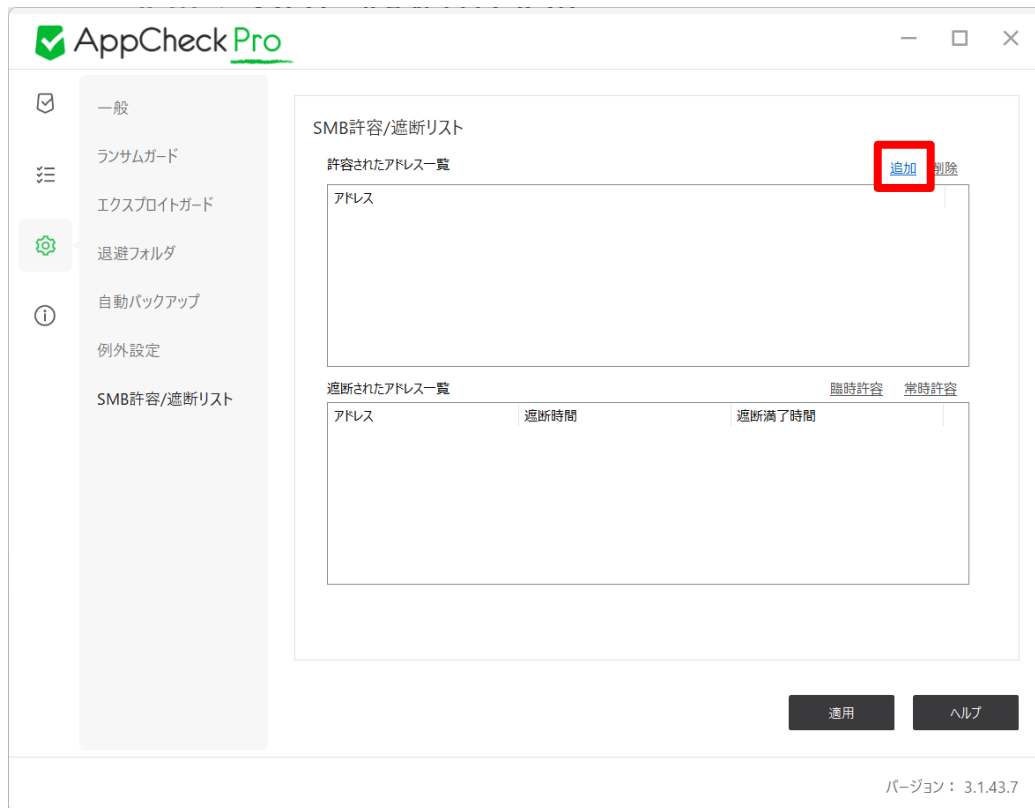 AppCheck Pro
一般
ランサムガード
エクスプロイトガード
退避フォルダ
自動バックアップ
例外設定
SMB許容/遮断リスト
SMB許容/遮断リスト
許容されたアドレス一覧
追加 削除
アドレス
遮断されたアドレス一覧
臨時許容 常時許容
アドレス 遮断時間 遮断満了時間
適用 ヘルプ
バージョン： 3.1.43.7